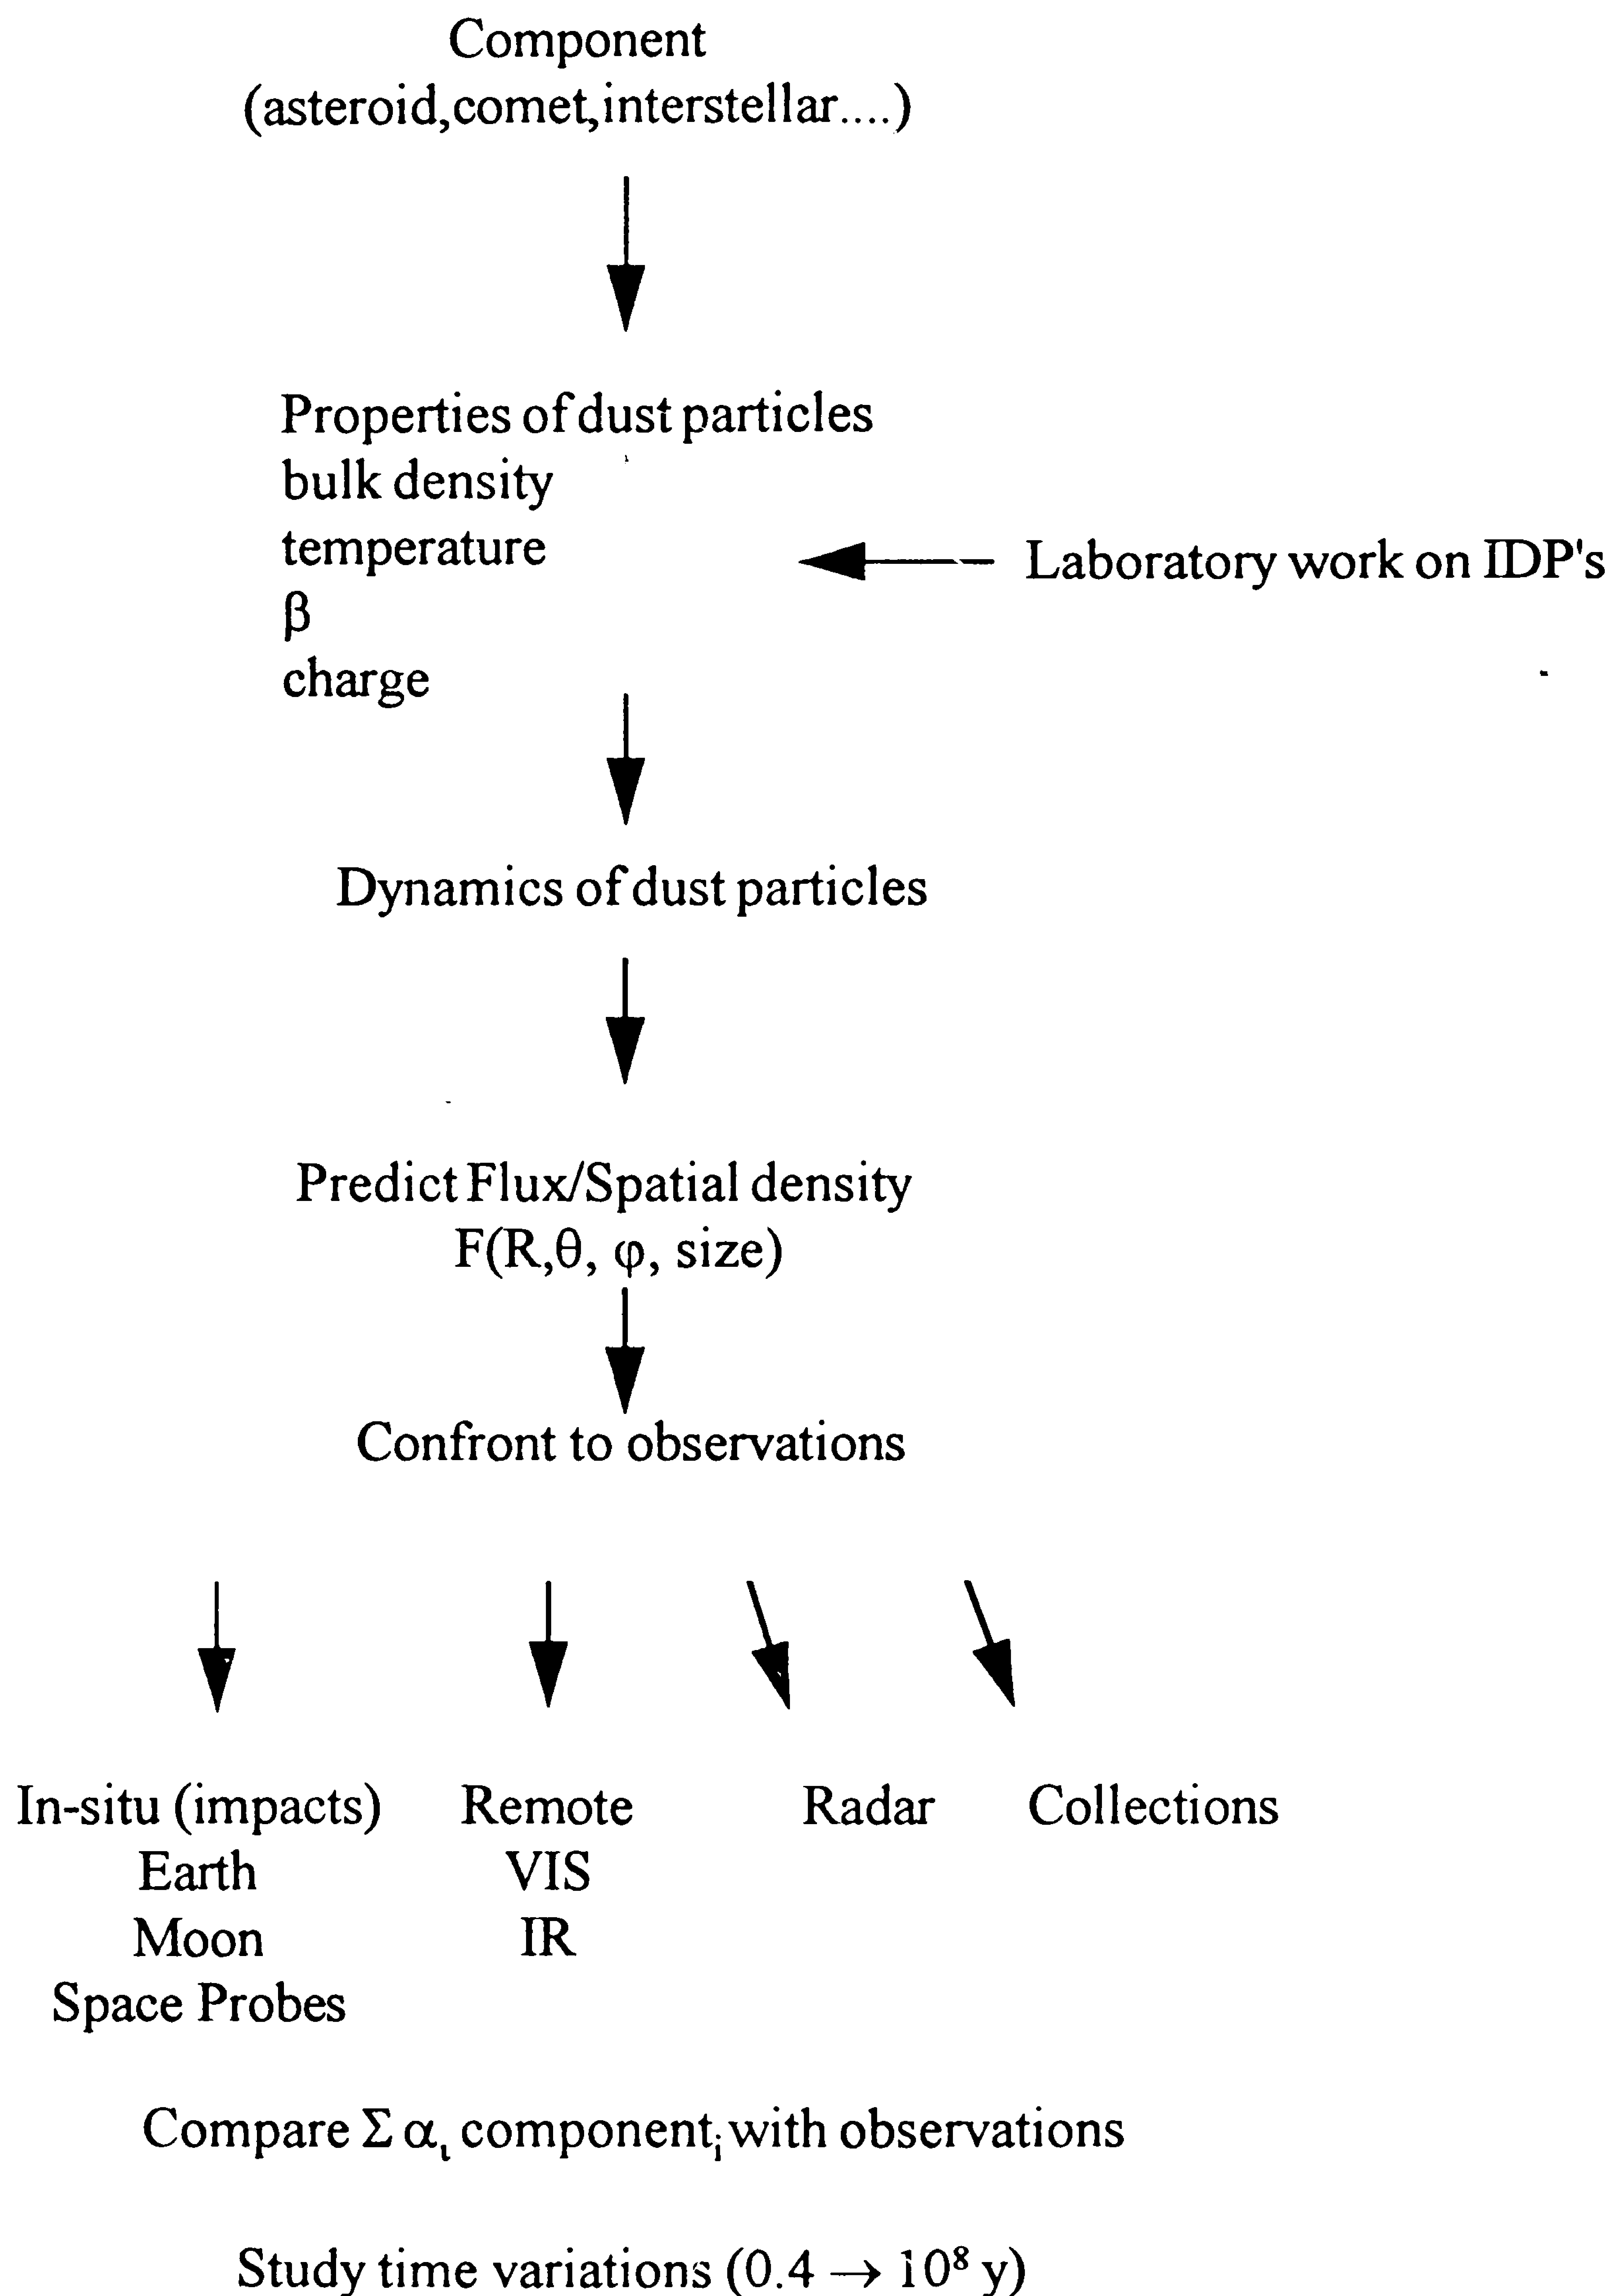 Component
(asteroid,comet,interstellar....)
Properties of dust particles
bulk density
temperature
Laboratory work on IDP's
β
charge
Dynamics of dust particles
Predict Flux/Spatial density
F(R,θ, φ, size)
Confront to observations
In-situ (impacts) Remote Radar Collections
Earth VIS
Moon IR
Space Probes
Compare Σ αᵢ componentᵢ with observations
Study time variations (0.4 → 10⁸ y)